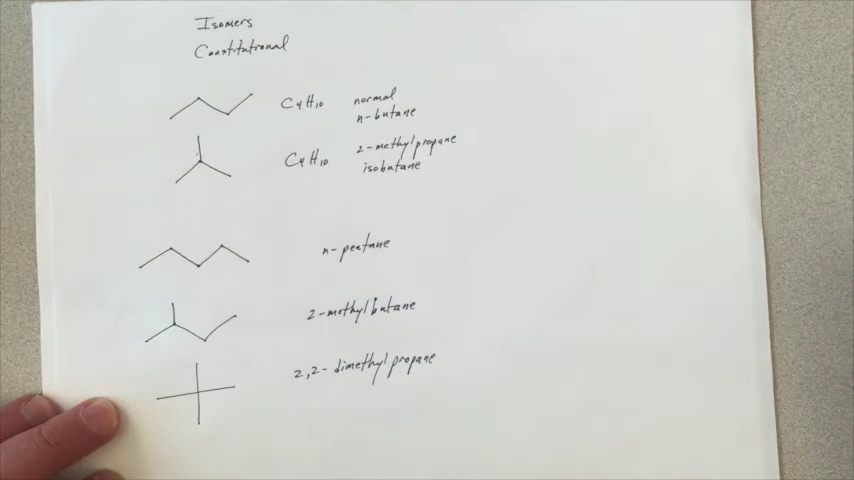 Isomers
Constitutional
C4H10 normal
n-butane
C4H10 2-methylpropane
isobutane
n-pentane
2-methylbutane
2,2-dimethylpropane